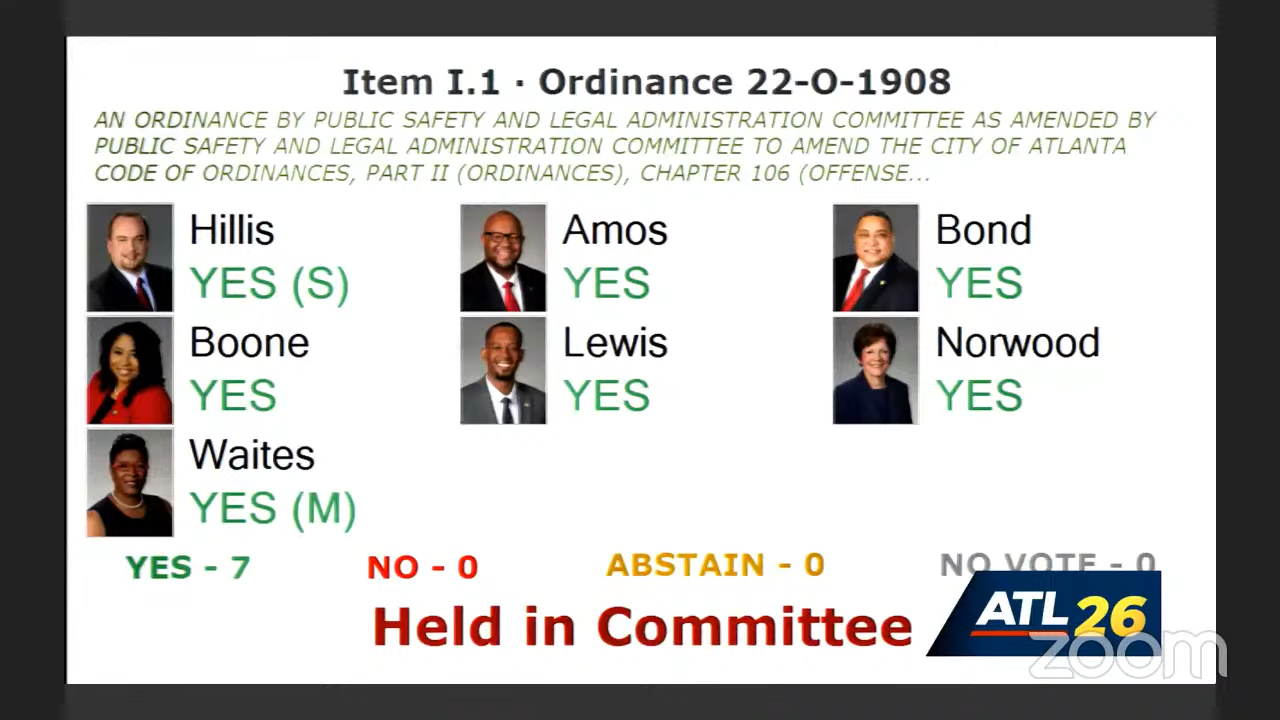 Item I.1 · Ordinance 22-O-1908
AN ORDINANCE BY PUBLIC SAFETY AND LEGAL ADMINISTRATION COMMITTEE AS AMENDED BY
PUBLIC SAFETY AND LEGAL ADMINISTRATION COMMITTEE TO AMEND THE CITY OF ATLANTA
CODE OF ORDINANCES, PART II (ORDINANCES), CHAPTER 106 (OFFENSE...
Hillis
YES (S)
Amos
YES
Bond
YES
Boone
YES
Lewis
YES
Norwood
YES
Waites
YES (M)
YES - 7
NO - 0
ABSTAIN - 0
NO VOTE - 0
Held in Committee
ATL 26
zoom